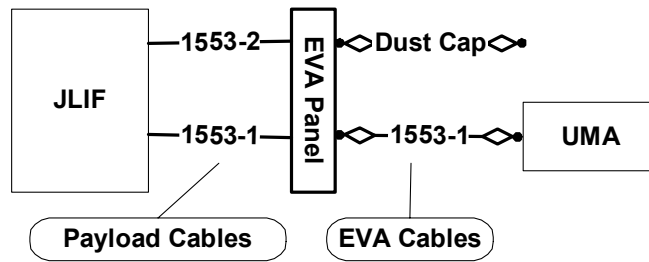 1553-2
Dust Cap
JLIF
EVA Panel
1553-1
1553-1
UMA
Payload Cables
EVA Cables